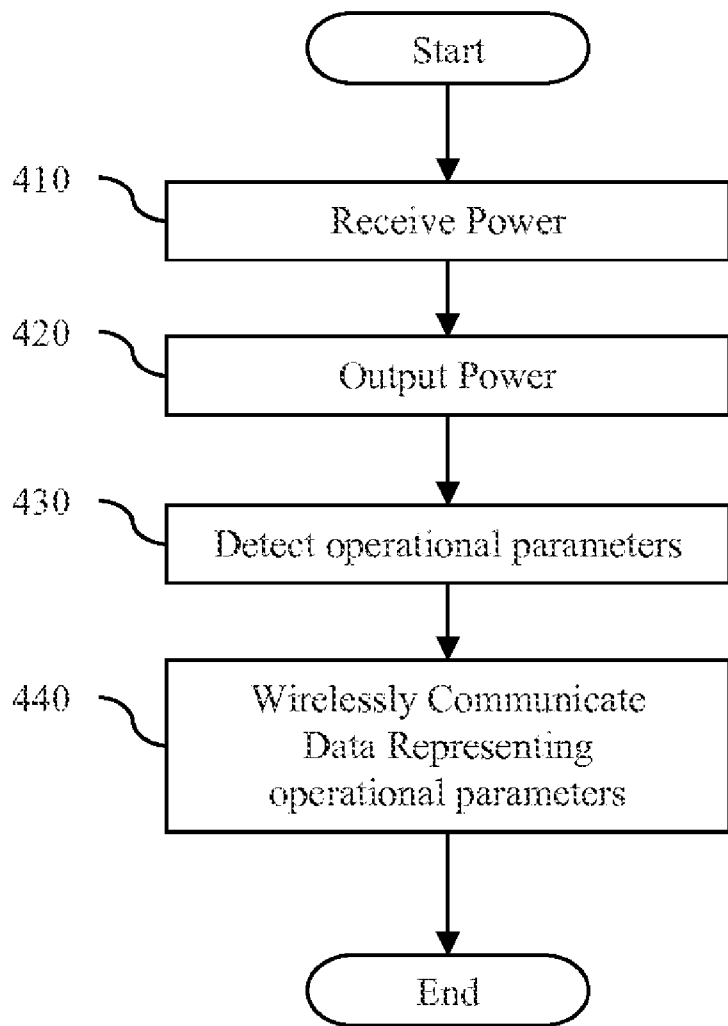 Start
410
Receive Power
420
Output Power
430
Detect operational parameters
440
Wirelessly Communicate
Data Representing
operational parameters
End